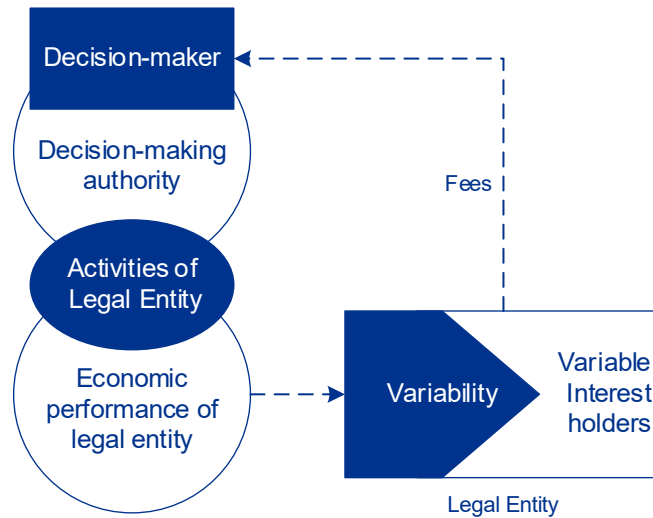 Decision-maker
Decision-making
authority
Fees
Activities of
Legal Entity
Economic
performance of
legal entity
Variability
Variable
Interest
holders
Legal Entity